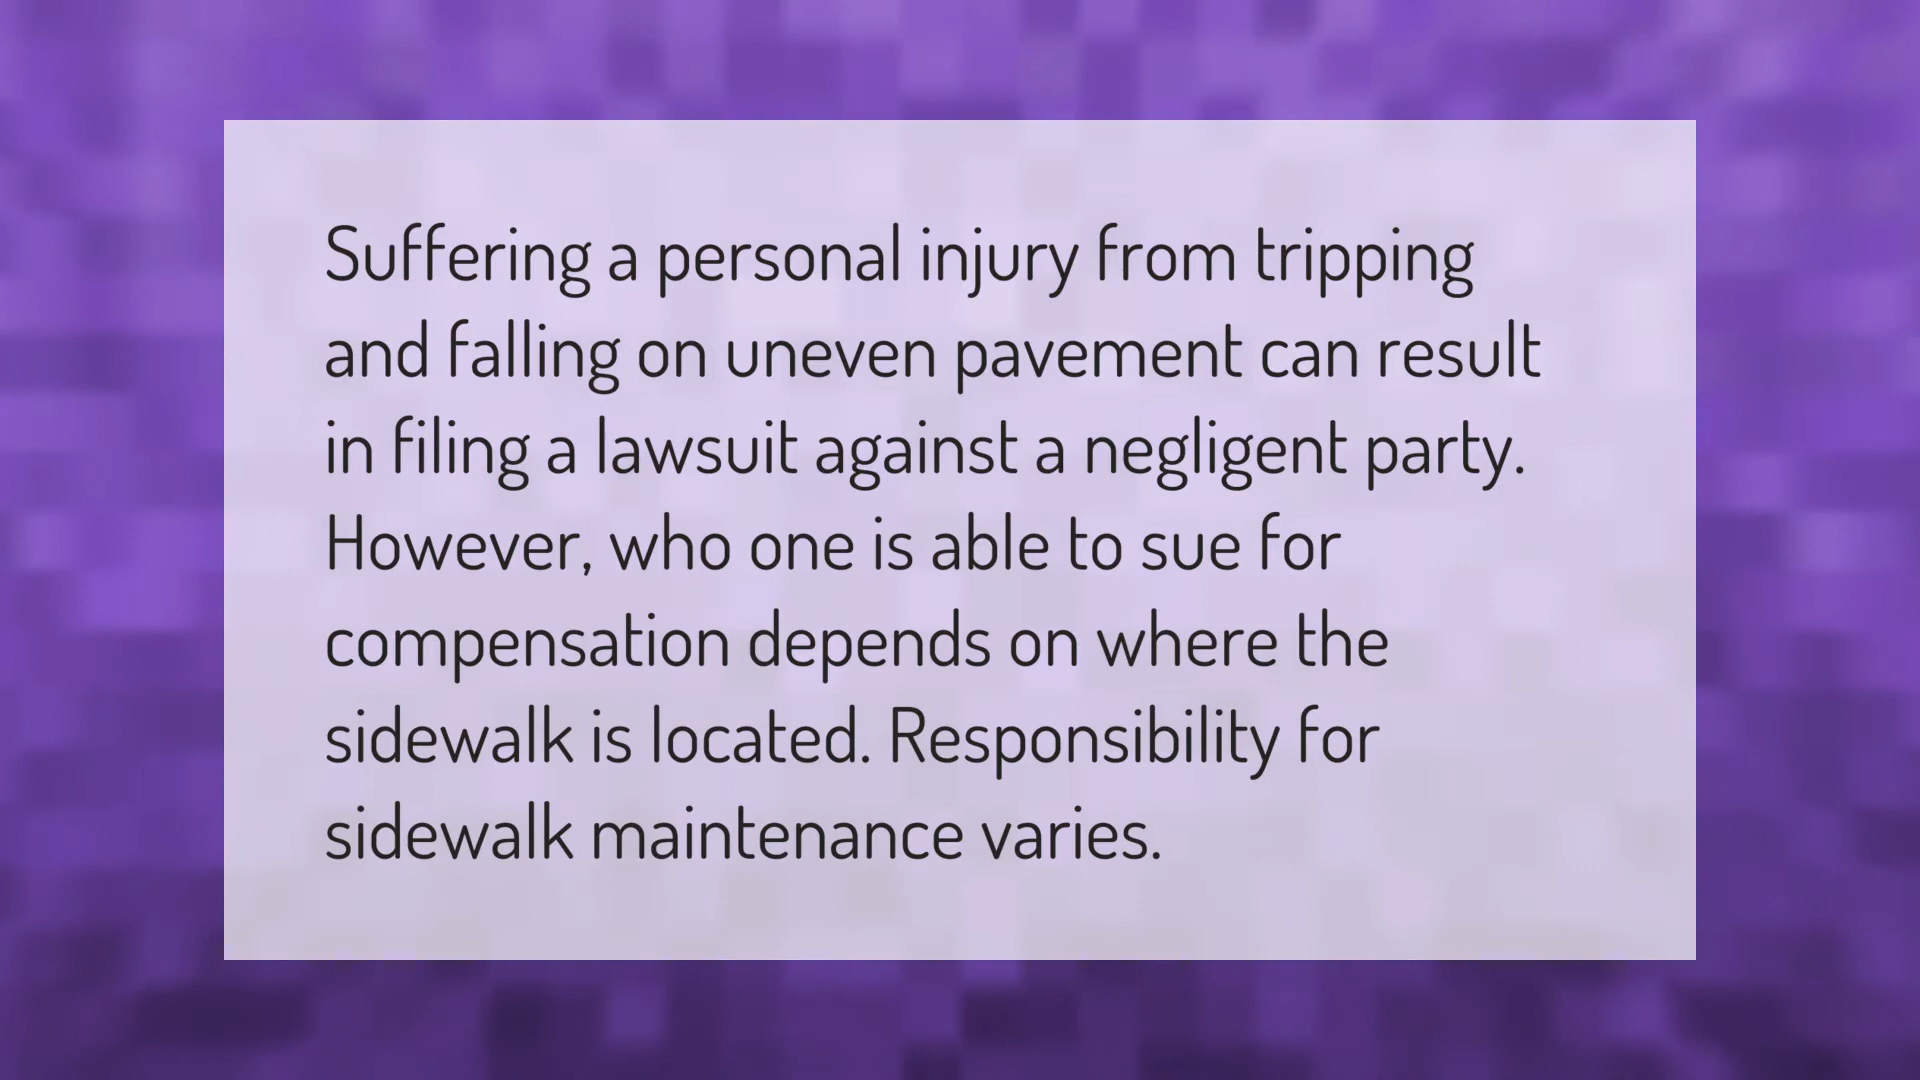 Suffering a personal injury from tripping
and falling on uneven pavement can result
in filing a lawsuit against a negligent party.
However, who one is able to sue for
compensation depends on where the
sidewalk is located. Responsibility for
sidewalk maintenance varies.